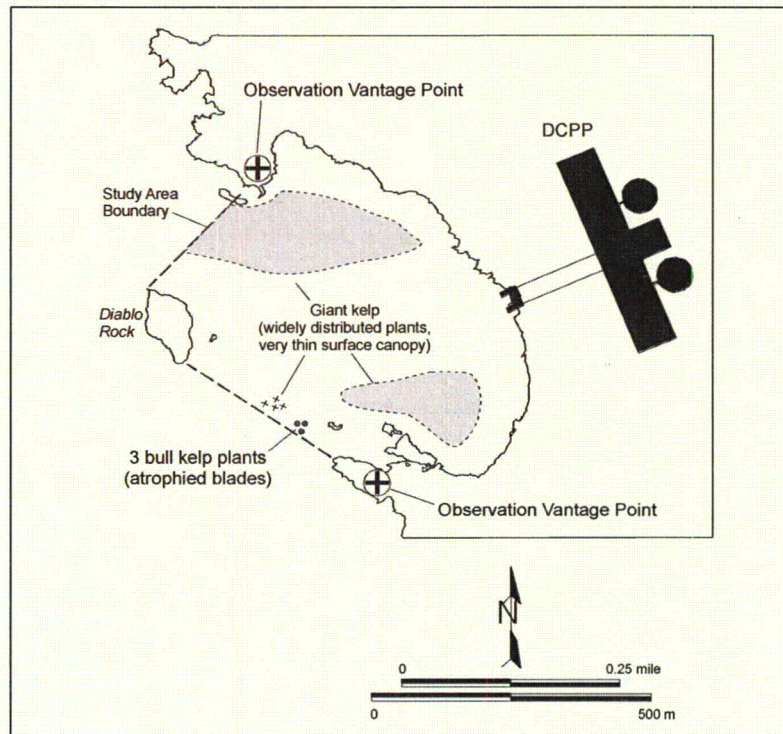 Observation Vantage Point
DCPP
Study Area
Boundary
Diablo
Rock
Giant kelp
(widely distributed plants,
very thin surface canopy)
3 bull kelp plants
(atrophied blades)
Observation Vantage Point
N
0
0.25 mile
0
500 m